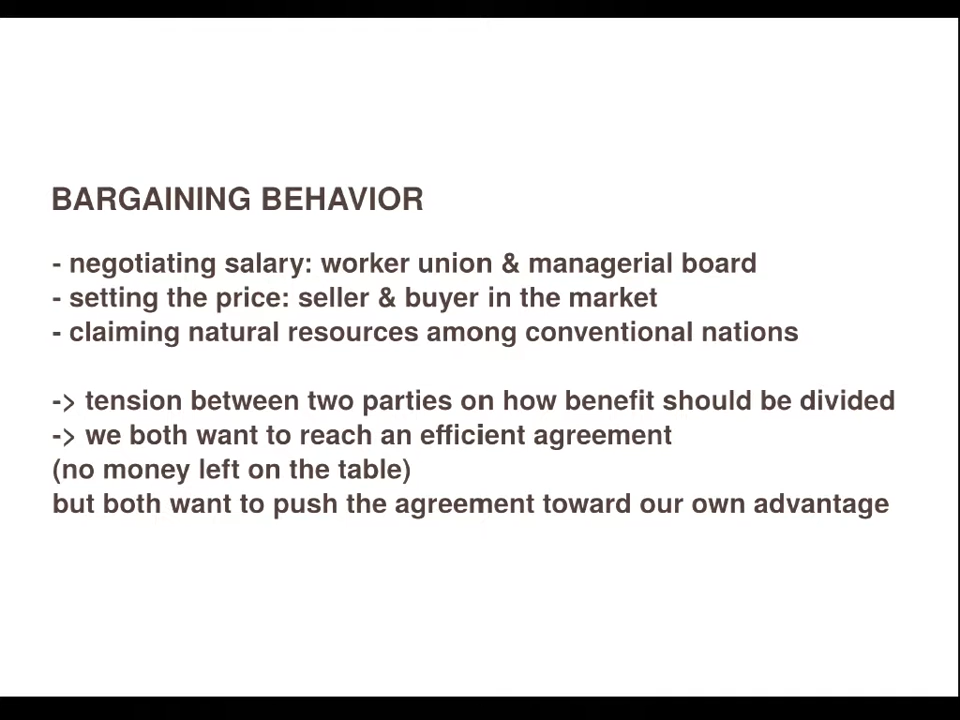 BARGAINING BEHAVIOR
- negotiating salary: worker union & managerial board
- setting the price: seller & buyer in the market
- claiming natural resources among conventional nations
-> tension between two parties on how benefit should be divided
-> we both want to reach an efficient agreement
(no money left on the table)
but both want to push the agreement toward our own advantage